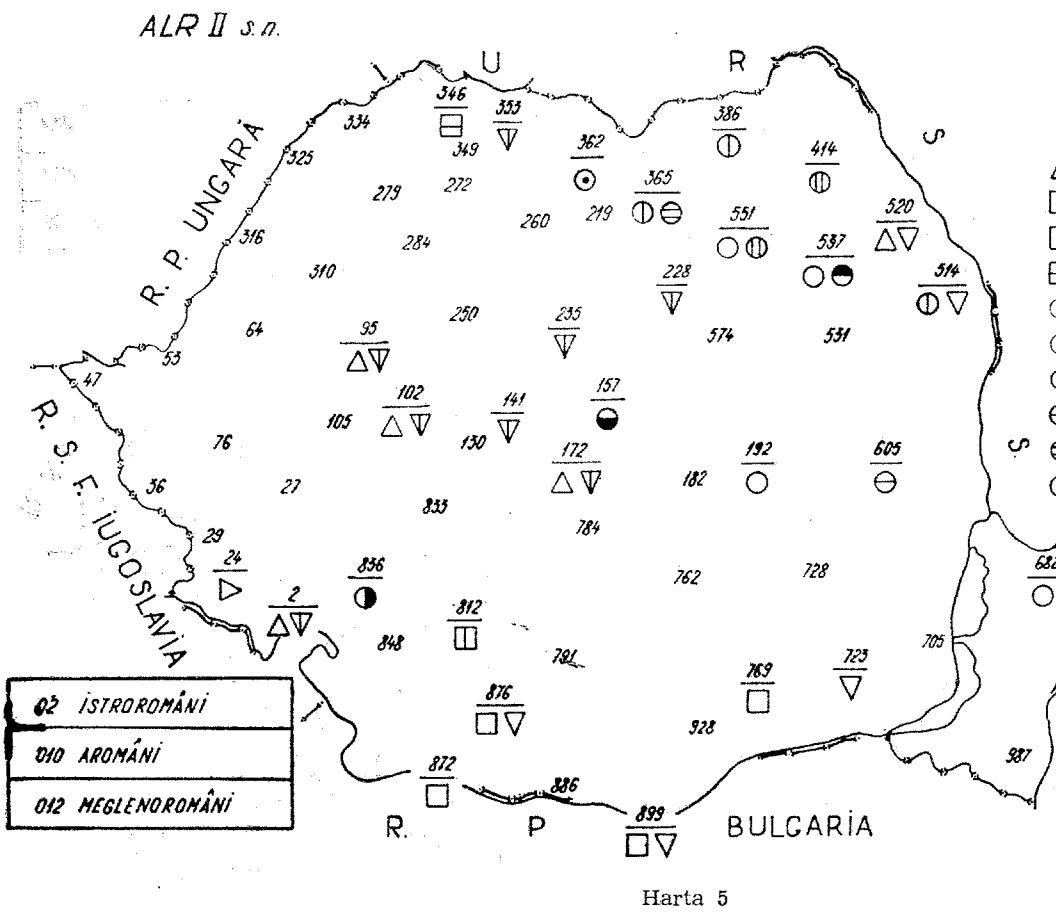 ALR II s.n.
U R S S.
R. P. UNGARĂ
R. S. F. IUGOSLAVIA
R. P. BULGARIA
346 353 386
334 349 362 414
325 279 272 365
260 219 551 520
316 284 537
310 228 514
64 95 250 235 574 531
53
47 102 141 157
105 130
76 172 182 192 605
36 27 833
784
29
24 836 762 728 682
2 812
848 791 705
769 723
876
928
987
872 886
899
02 ISTROROMÂNI
010 AROMÂNI
012 MEGLENOROMÂNI
Harta 5